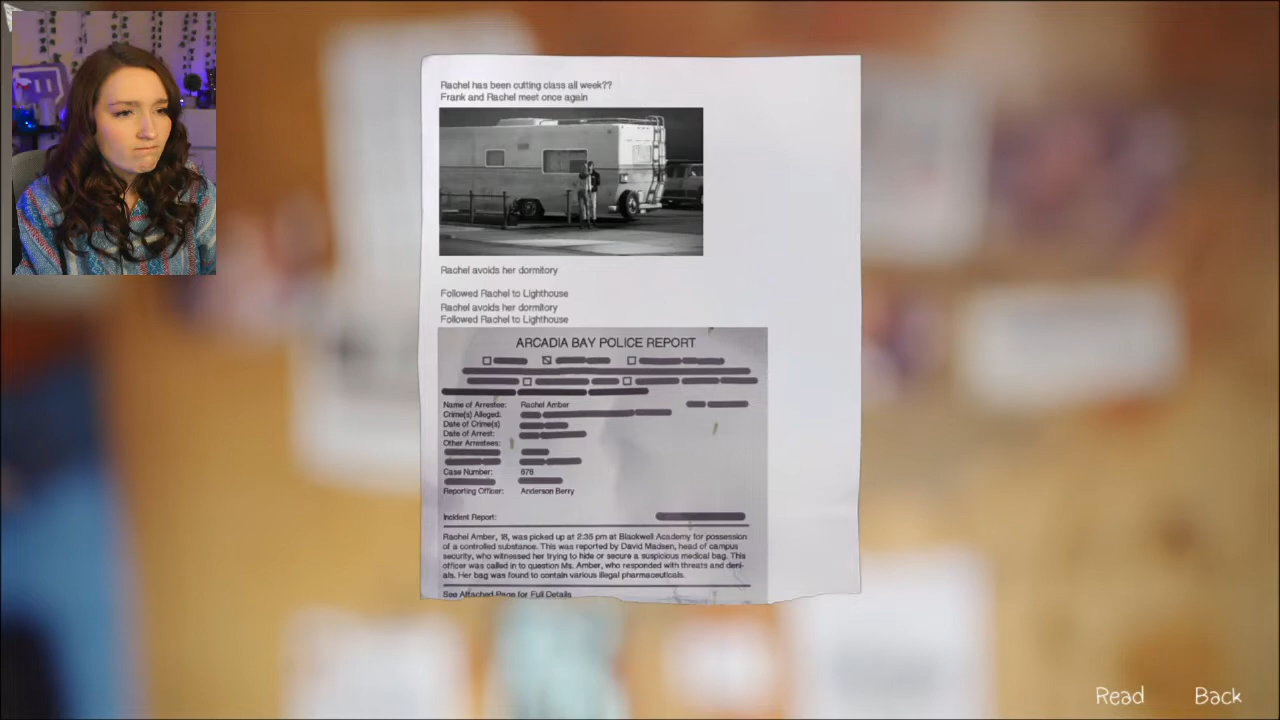 Rachel has been cutting class all week??
Frank and Rachel meet once again
Rachel avoids her dormitory
Followed Rachel to Lighthouse
Rachel avoids her dormitory
Followed Rachel to Lighthouse
ARCADIA BAY POLICE REPORT
Name of Arrestee: Rachel Amber
Crime(s) Alleged:
Date of Crime(s)
Date of Arrest:
Other Arrestees:
Case Number: 678
Reporting Officer: Anderson Berry
Incident Report:
Rachel Amber, 18, was picked up at 2:35 pm at Blackwell Academy for possession
of a controlled substance. This was reported by David Madsen, head of campus
security, who witnessed her trying to hide or secure a suspicious medical bag. This
officer was called in to question Ms. Amber, who responded with threats and deni-
als. Her bag was found to contain various illegal pharmaceuticals.
See Attached Page for Full Details
Read Back